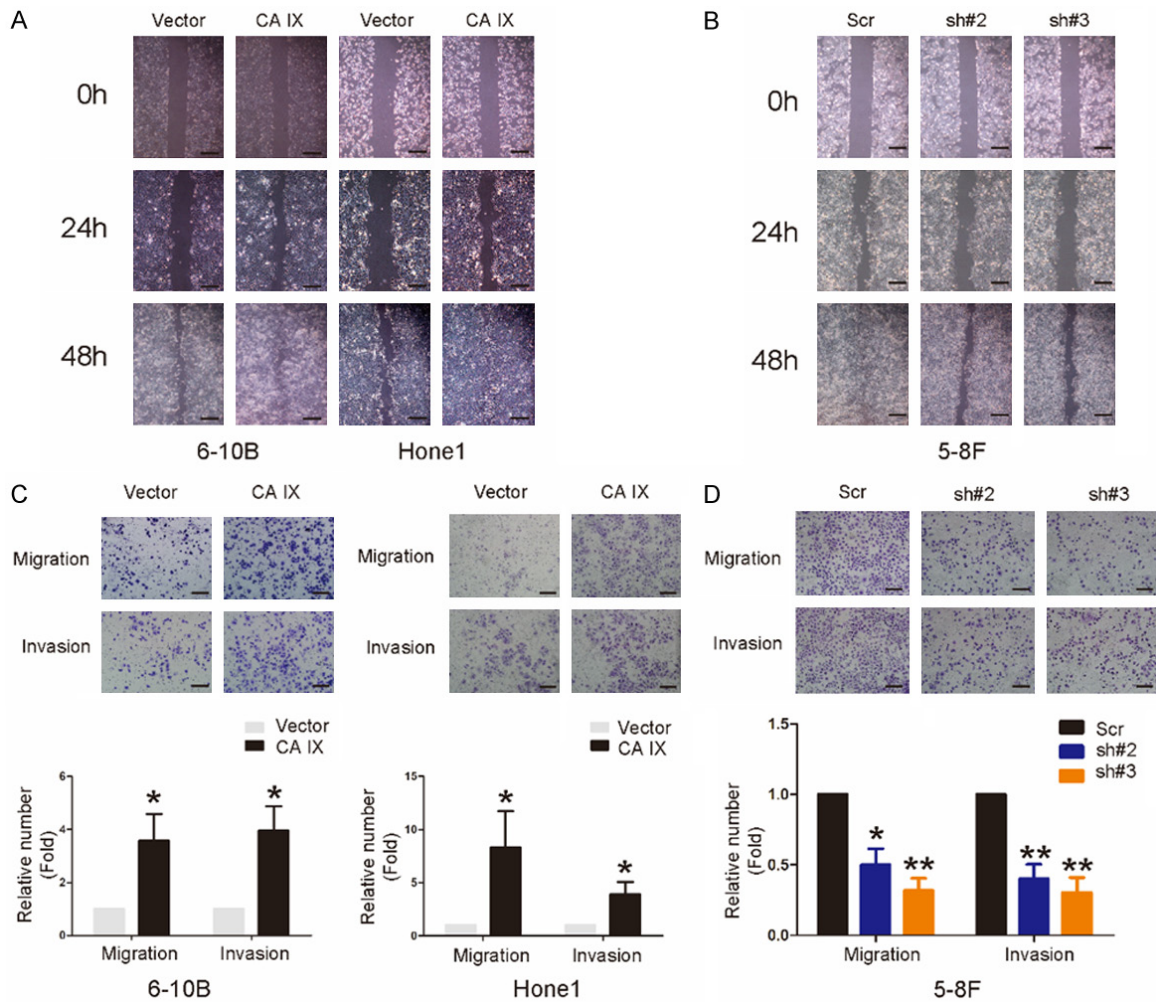 A
Vector CA IX Vector CA IX
0h
24h
48h
6-10B Hone1
B
Scr sh#2 sh#3
0h
24h
48h
5-8F
C
Vector CA IX
Migration
Invasion
Vector CA IX
Migration
Invasion
Vector
CA IX
Relative number
(Fold)
6
4
2
0
* *
Migration Invasion
6-10B
Vector
CA IX
Relative number
(Fold)
15
10
5
0
* *
Migration Invasion
Hone1
D
Scr sh#2 sh#3
Migration
Invasion
Scr
sh#2
sh#3
Relative number
(Fold)
1.5
1.0
0.5
0.0
* ** ** **
Migration Invasion
5-8F